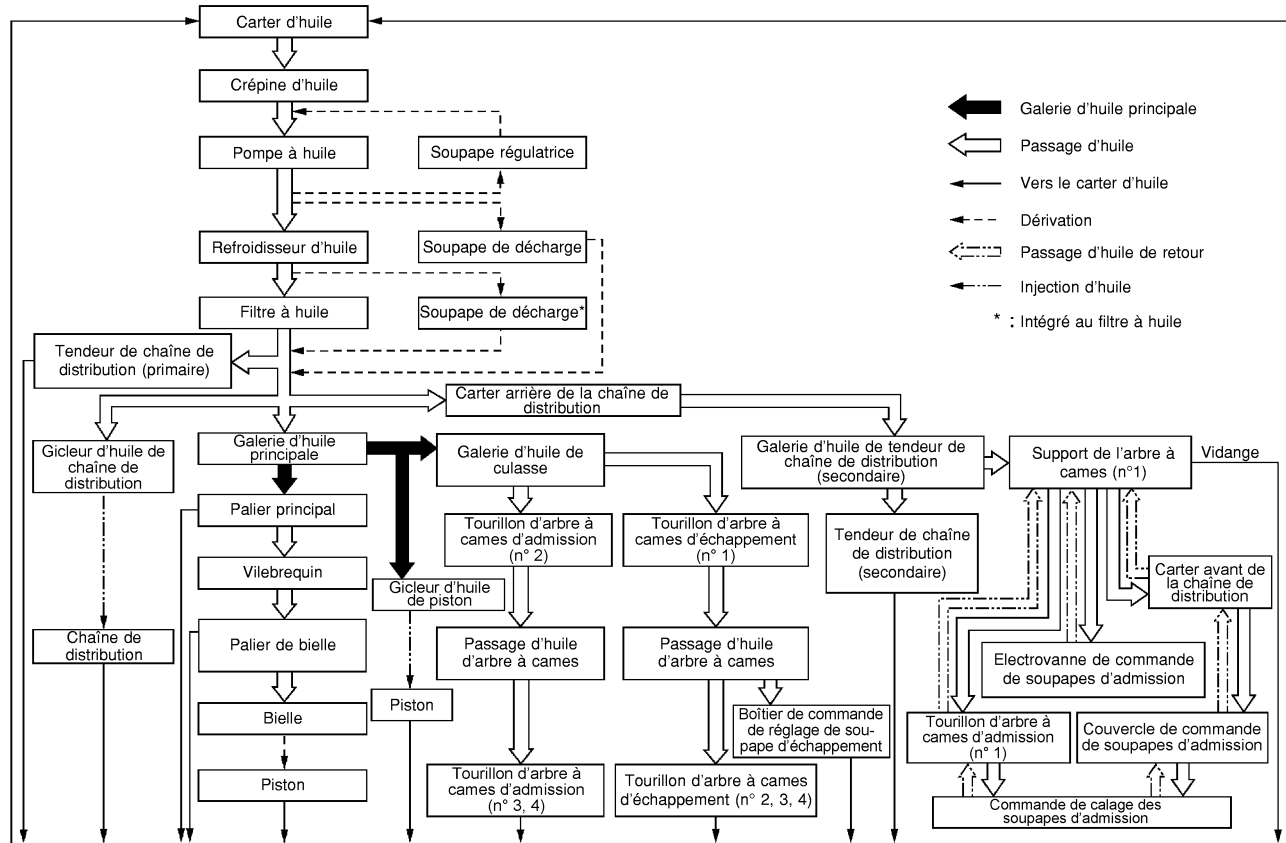 Carter d'huile
Crépine d'huile
Pompe à huile
Soupape régulatrice
Refroidisseur d'huile
Soupape de décharge
Filtre à huile
Soupape de décharge*
Galerie d'huile principale
Passage d'huile
Vers le carter d'huile
Dérivation
Passage d'huile de retour
Injection d'huile
* : Intégré au filtre à huile
Tendeur de chaîne de
distribution (primaire)
Carter arrière de la chaîne de
distribution
Gicleur d'huile de
chaîne de
distribution
Galerie d'huile
principale
Galerie d'huile de
culasse
Galerie d'huile de tendeur de
chaîne de distribution
(secondaire)
Support de l'arbre à
cames (n°1)
Vidange
Palier principal
Tourillon d'arbre à
cames d'admission
(n° 2)
Tourillon d'arbre à
cames d'échappement
(n° 1)
Tendeur de chaîne
de distribution
(secondaire)
Vilebrequin
Gicleur d'huile
de piston
Carter avant de
la chaîne de
distribution
Chaîne de
distribution
Palier de bielle
Passage d'huile
d'arbre à cames
Passage d'huile
d'arbre à cames
Electrovanne de commande
de soupapes d'admission
Bielle
Piston
Boîtier de commande
de réglage de sou-
pape d'échappement
Tourillon d'arbre à
cames d'admission
(n° 1)
Couvercle de commande
de soupapes d'admission
Piston
Tourillon d'arbre à
cames d'admission
(n° 3, 4)
Tourillon d'arbre à cames
d'échappement (n° 2, 3, 4)
Commande de calage des
soupapes d'admission